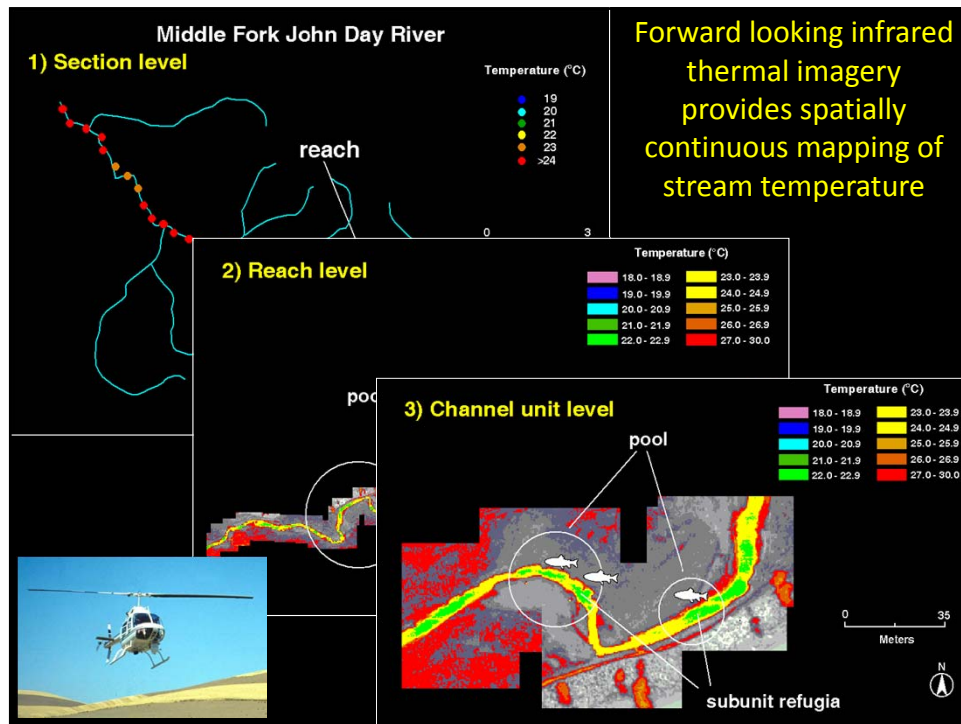 Middle Fork John Day River
1) Section level
Temperature (°C)
19
20
21
22
23
>24
reach
0 3
Forward looking infrared
thermal imagery
provides spatially
continuous mapping of
stream temperature
2) Reach level
Temperature (°C)
18.0 - 18.9 23.0 - 23.9
19.0 - 19.9 24.0 - 24.9
20.0 - 20.9 25.0 - 25.9
21.0 - 21.9 26.0 - 26.9
22.0 - 22.9 27.0 - 30.0
3) Channel unit level
Temperature (°C)
18.0 - 18.9 23.0 - 23.9
19.0 - 19.9 24.0 - 24.9
20.0 - 20.9 25.0 - 25.9
21.0 - 21.9 26.0 - 26.9
22.0 - 22.9 27.0 - 30.0
pool
0 35
Meters
N
subunit refugia